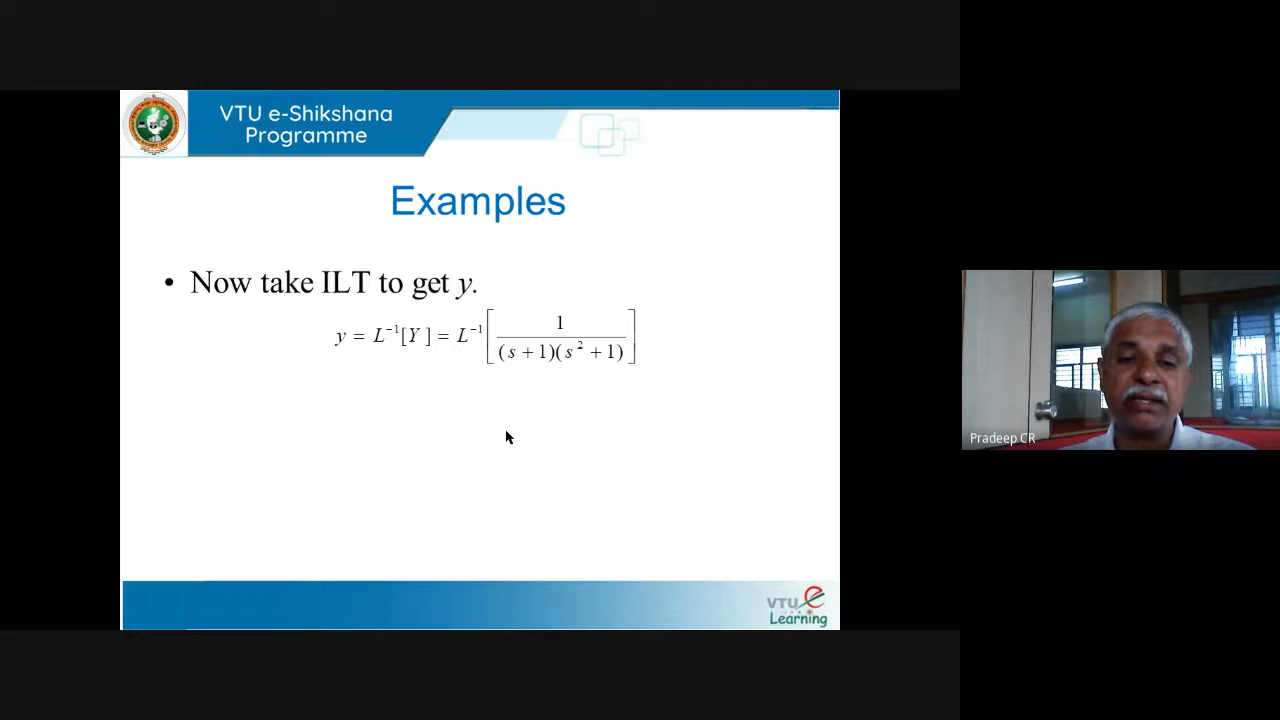 VTU e-Shikshana
Programme
Examples
• Now take ILT to get y.
y = L⁻¹[Y] = L⁻¹[ 1 / ((s+1)(s²+1)) ]
Pradeep CR
VTU e
Learning